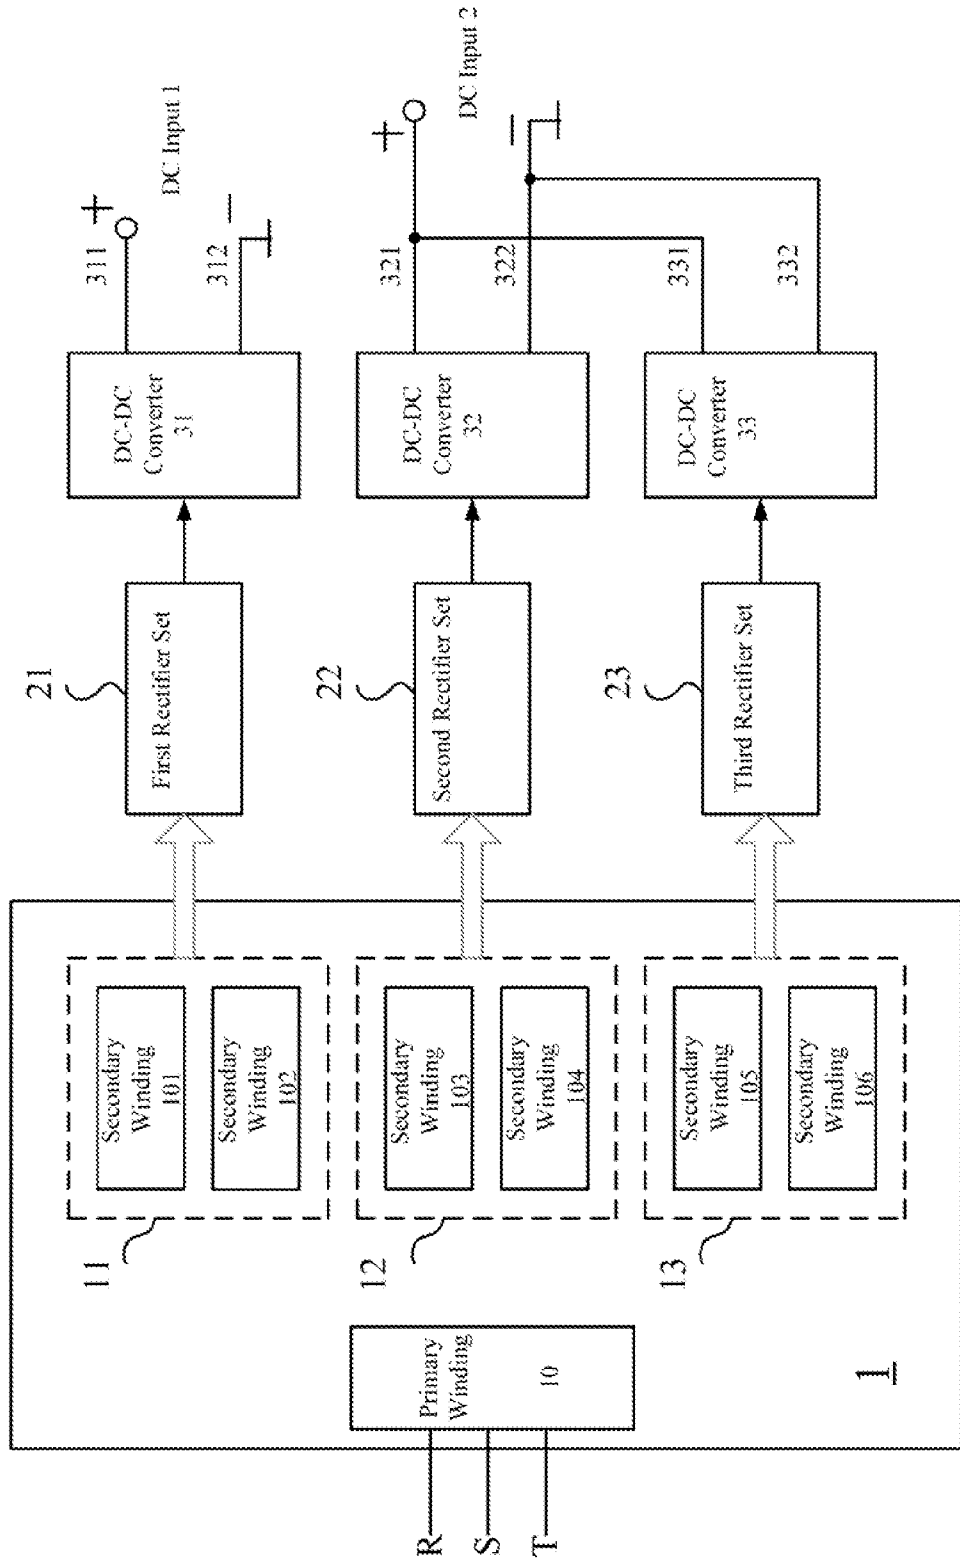 R
S
T
Primary
Winding
10
1
11
Secondary
Winding
101
Secondary
Winding
102
12
Secondary
Winding
103
Secondary
Winding
104
13
Secondary
Winding
105
Secondary
Winding
106
21
First Rectifier Set
22
Second Rectifier Set
23
Third Rectifier Set
DC-DC
Converter
31
DC-DC
Converter
32
DC-DC
Converter
33
311
+
312
−
DC Input 1
321
+
322
−
DC Input 2
331
332